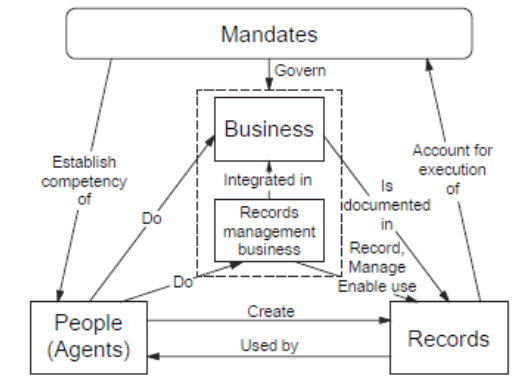 Mandates
Govern
Business
Establish
competency
of
Account for
execution
of
Integrated in
Is
documented
in
Do
Records
management
business
Record,
Manage
Enable use
Do
People
(Agents)
Create
Used by
Records